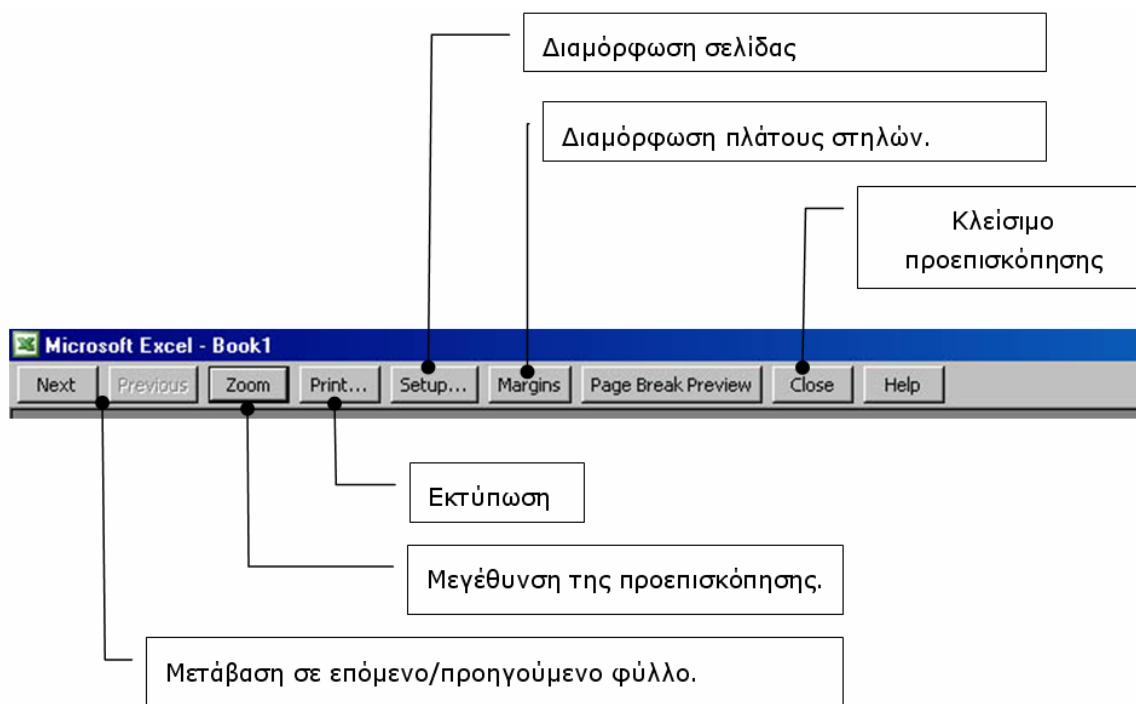 Διαμόρφωση σελίδας
Διαμόρφωση πλάτους στηλών.
Κλείσιμο
προεπισκόπησης
Microsoft Excel - Book1
Next Previous Zoom Print... Setup... Margins Page Break Preview Close Help
Εκτύπωση
Μεγέθυνση της προεπισκόπησης.
Μετάβαση σε επόμενο/προηγούμενο φύλλο.